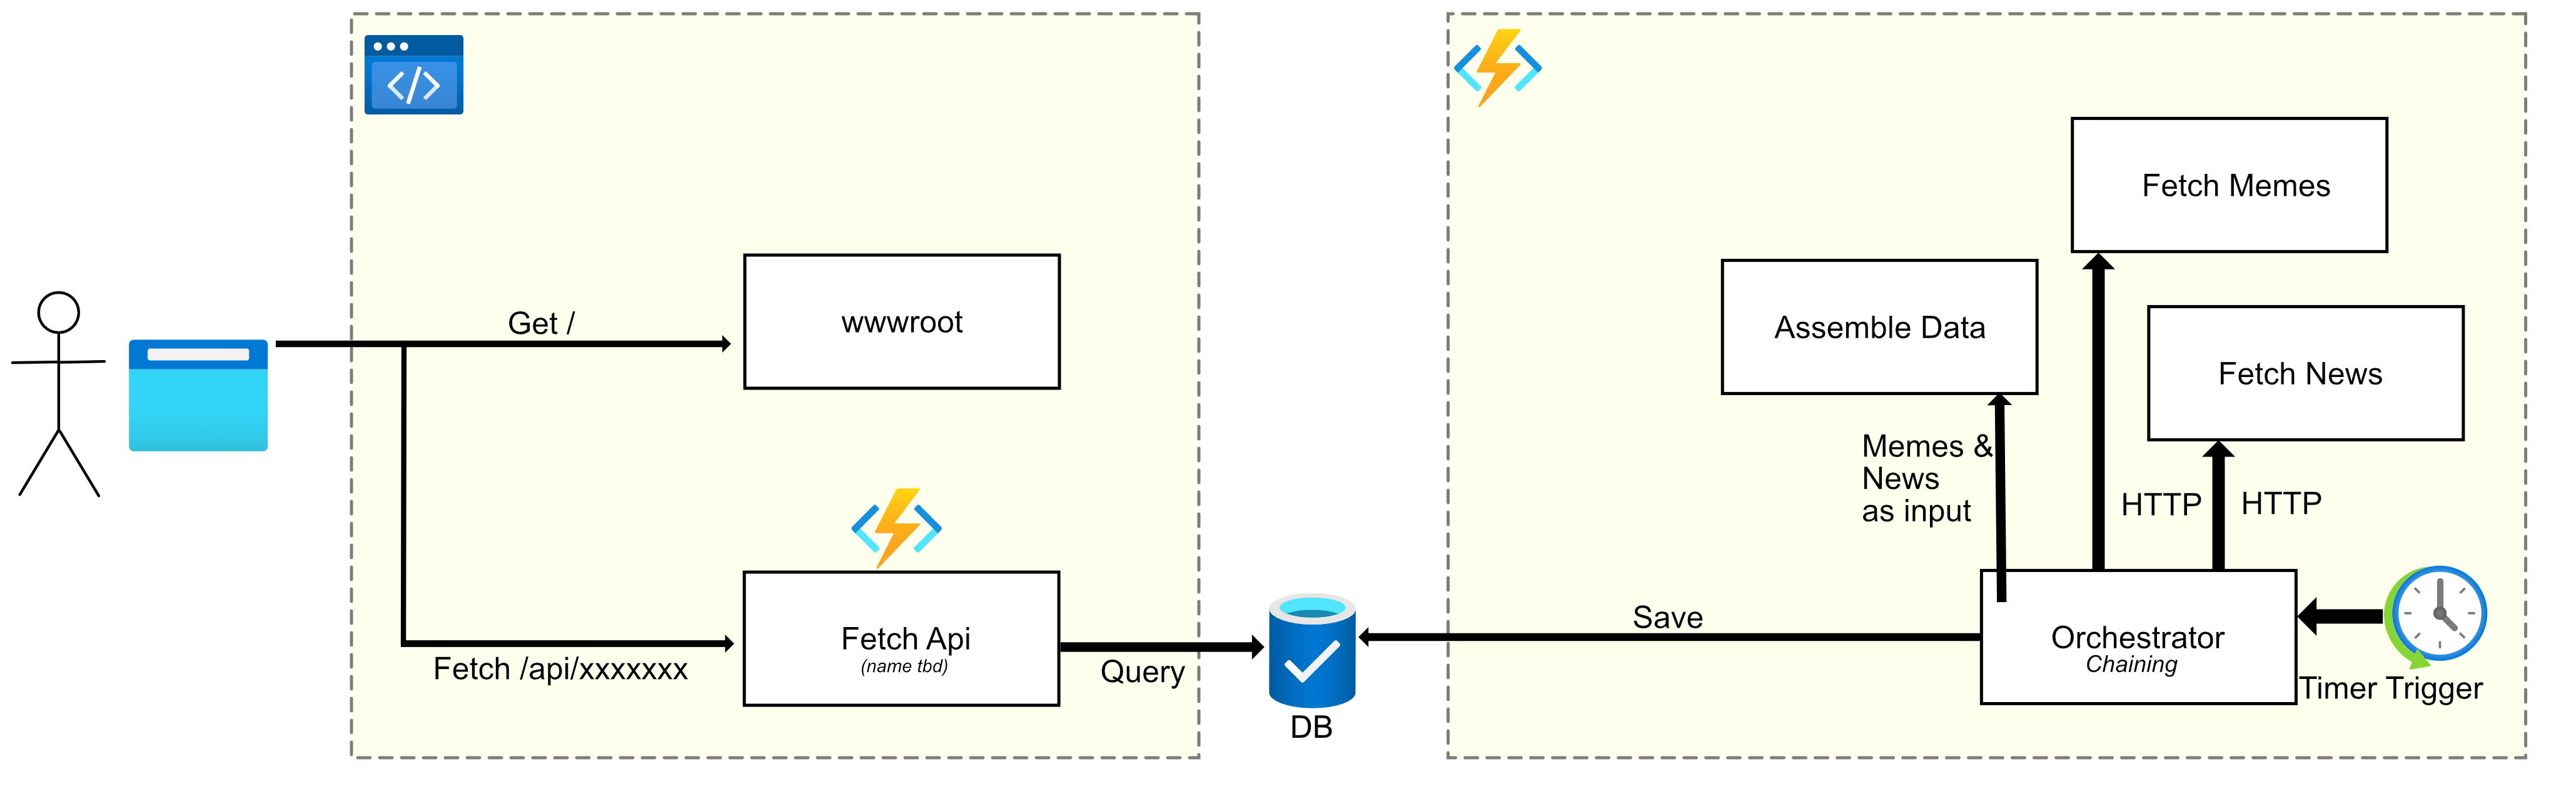 Get /
wwwroot
Fetch Api
(name tbd)
Fetch /api/xxxxxxx
Query
DB
Save
Fetch Memes
Assemble Data
Fetch News
Memes &
News
as input
HTTP
HTTP
Orchestrator
Chaining
Timer Trigger